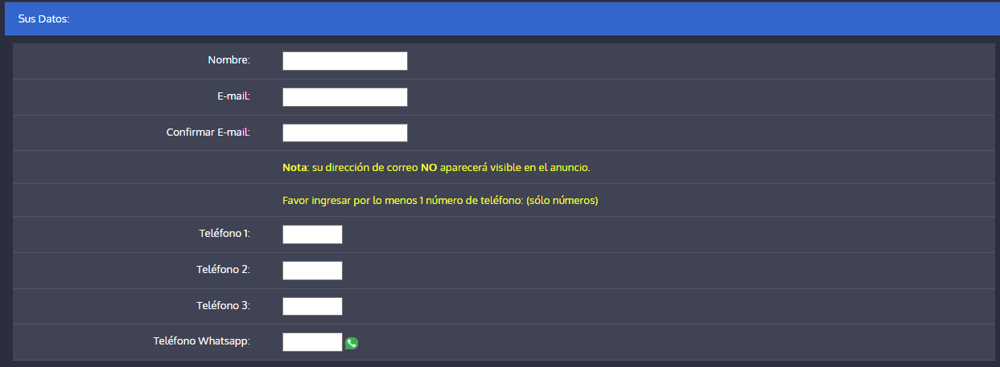 Sus Datos:
Nombre:
E-mail:
Confirmar E-mail:
Nota: su dirección de correo NO aparecerá visible en el anuncio.
Favor ingresar por lo menos 1 número de teléfono: (sólo números)
Teléfono 1:
Teléfono 2:
Teléfono 3:
Teléfono Whatsapp: